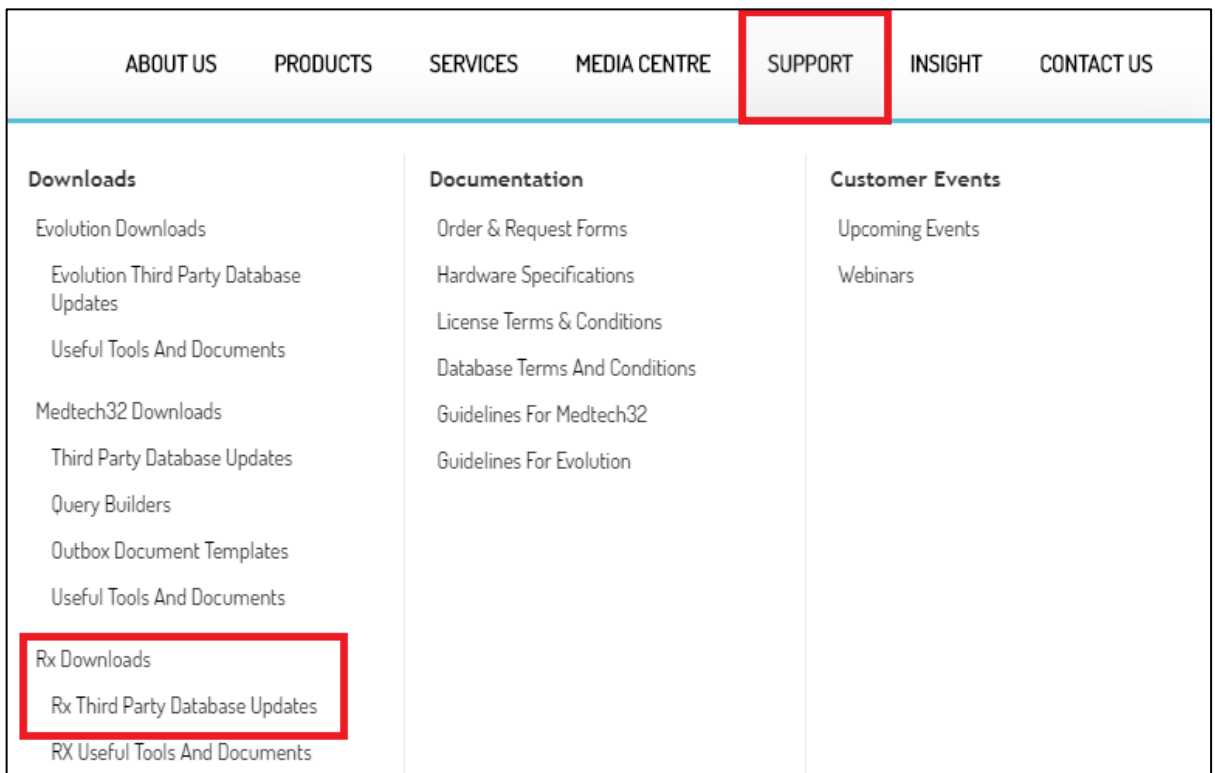 ABOUT US PRODUCTS SERVICES MEDIA CENTRE SUPPORT INSIGHT CONTACT US
Downloads
Evolution Downloads
Evolution Third Party Database
Updates
Useful Tools And Documents
Medtech32 Downloads
Third Party Database Updates
Query Builders
Outbox Document Templates
Useful Tools And Documents
Rx Downloads
Rx Third Party Database Updates
RX Useful Tools And Documents
Documentation
Order & Request Forms
Hardware Specifications
License Terms & Conditions
Database Terms And Conditions
Guidelines For Medtech32
Guidelines For Evolution
Customer Events
Upcoming Events
Webinars